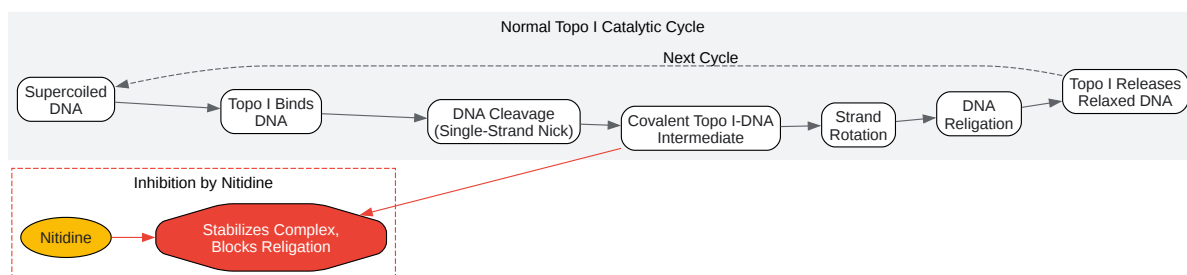 Normal Topo I Catalytic Cycle
Next Cycle
Supercoiled
DNA
Topo I Binds
DNA
DNA Cleavage
(Single-Strand Nick)
Covalent Topo I-DNA
Intermediate
Strand
Rotation
DNA
Religation
Topo I Releases
Relaxed DNA
Inhibition by Nitidine
Nitidine
Stabilizes Complex,
Blocks Religation